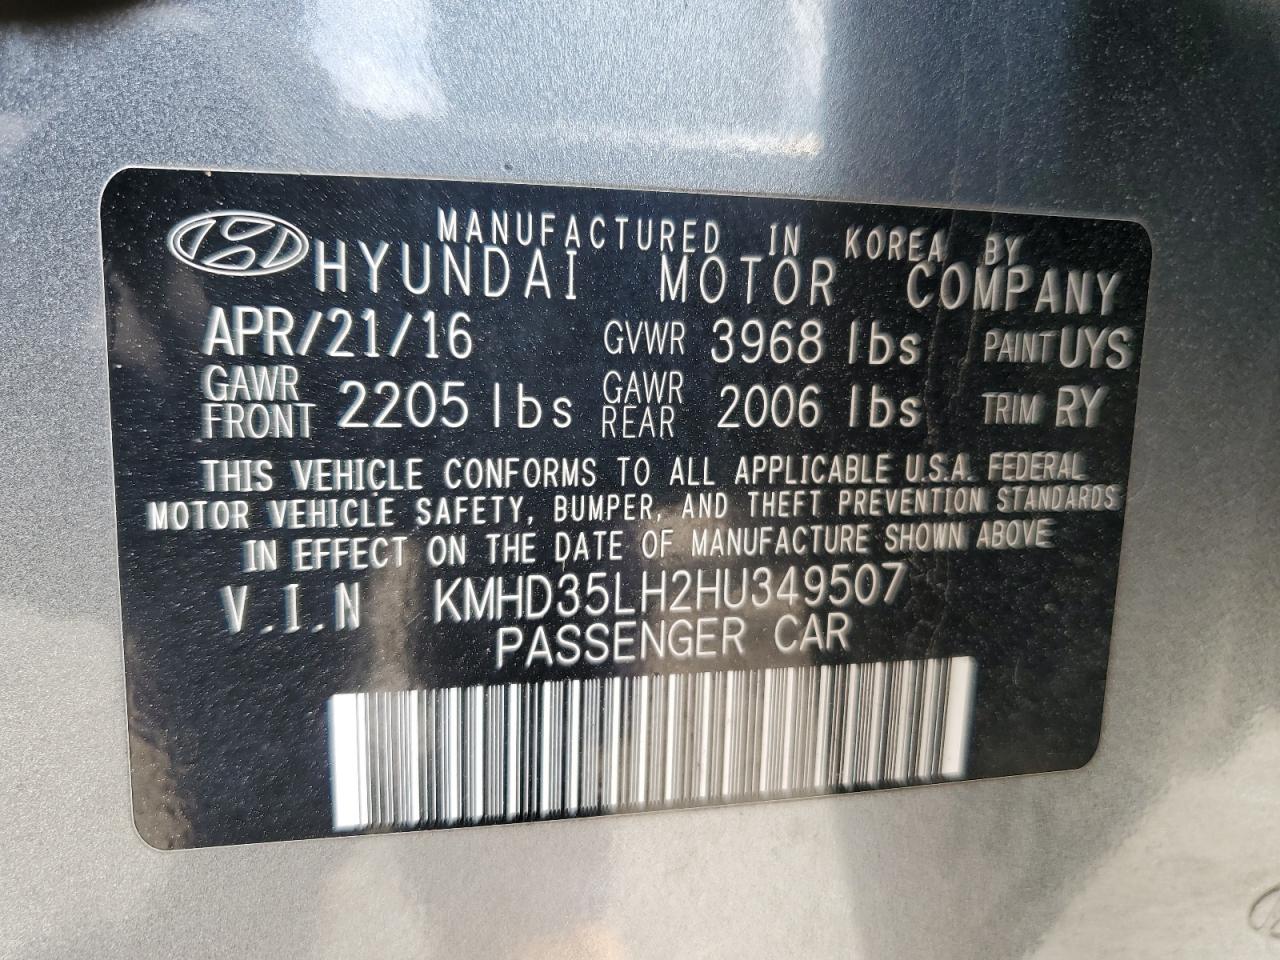 MANUFACTURED IN KOREA BY
HYUNDAI MOTOR COMPANY
APR/21/16 GVWR 3968 lbs PAINT UYS
GAWR FRONT 2205 lbs GAWR REAR 2006 lbs TRIM RY
THIS VEHICLE CONFORMS TO ALL APPLICABLE U.S.A. FEDERAL
MOTOR VEHICLE SAFETY, BUMPER, AND THEFT PREVENTION STANDARDS
IN EFFECT ON THE DATE OF MANUFACTURE SHOWN ABOVE
V.I.N KMHD35LH2HU349507
PASSENGER CAR